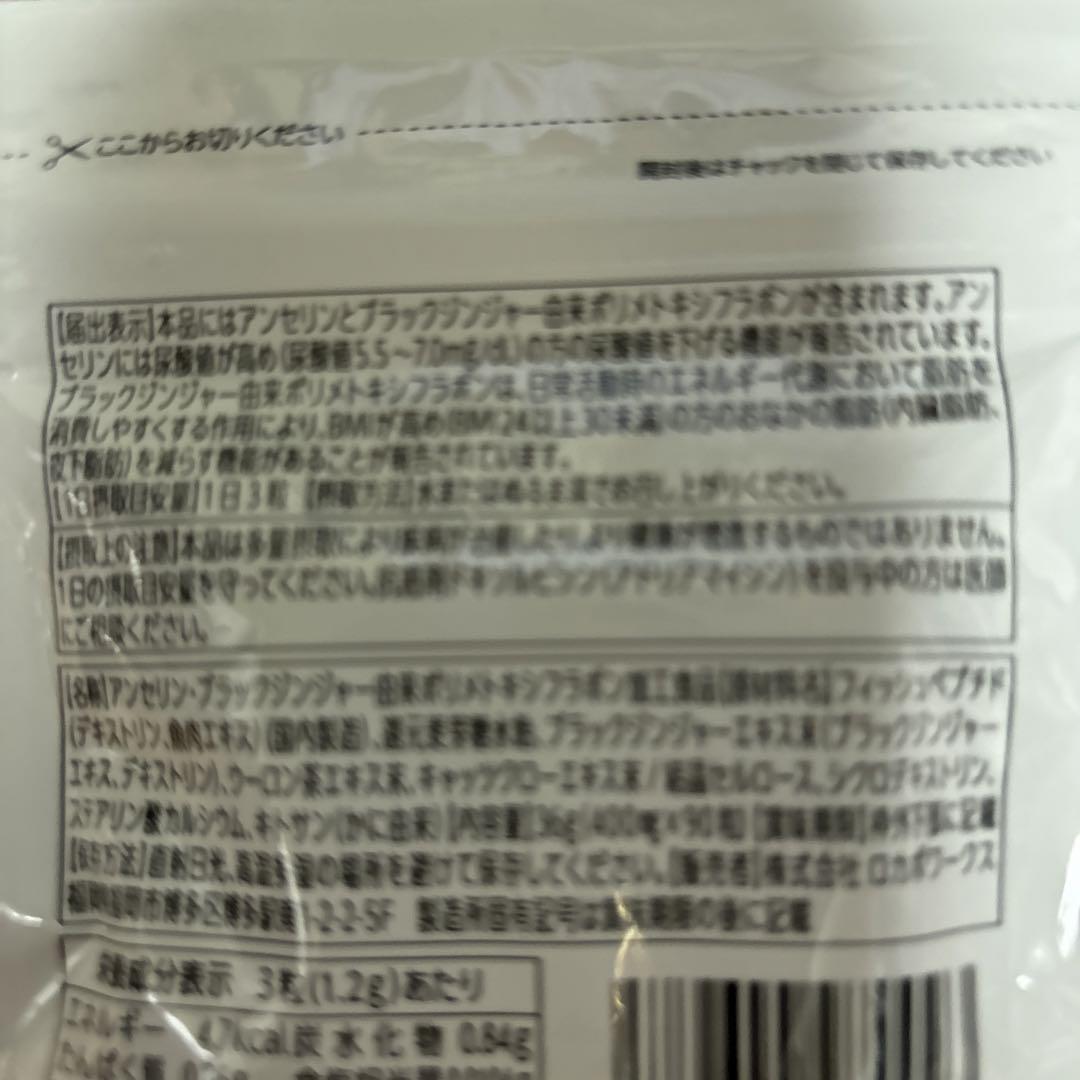 ここからお切りください
開封後はチャックを閉じて保存してください
【届出表示】本品にはアンセリンとブラックジンジャー由来ポリメトキシフラボンが含まれます。アン
セリンには尿酸値が高め(尿酸値5.5～7.0mg/dL)の方の尿酸値を下げる機能が報告されています。
ブラックジンジャー由来ポリメトキシフラボンは、日常活動時のエネルギー代謝において脂肪を
消費しやすくする作用により、BMIが高め(BMI24以上30未満)の方のおなかの脂肪(内臓脂肪、
皮下脂肪)を減らす機能があることが報告されています。
【1日摂取目安量】1日3粒 【摂取方法】水またはぬるま湯でお召し上がりください。
【摂取上の注意】本品は多量摂取により疾病が治癒したり、より健康が増進するものではありません。
1日の摂取目安量を守ってください。抗癌剤ドキソルビシン(アドリアマイシン)を投与中の方は医師
にご相談ください。
【名称】アンセリン・ブラックジンジャー由来ポリメトキシフラボン加工食品【原材料名】フィッシュペプチド
(デキストリン、魚肉エキス)(国内製造)、還元麦芽糖水飴、ブラックジンジャーエキス末(ブラックジンジャー
エキス、デキストリン)、ウーロン茶エキス末、キャッツクローエキス末/結晶セルロース、シクロデキストリン、
ステアリン酸カルシウム、キトサン(かに由来)【内容量】36g(400mg×90粒)【賞味期限】枠外下部に記載
【保存方法】直射日光、高温多湿の場所を避けて保存してください。【販売者】株式会社 ロカボワークス
福岡県福岡市博多区博多駅東1-2-2-5F 製造所固有記号は賞味期限の後に記載
栄養成分表示 3粒(1.2g)あたり
エネルギー 4.7kcal 炭水化物 0.84g
たんぱく質